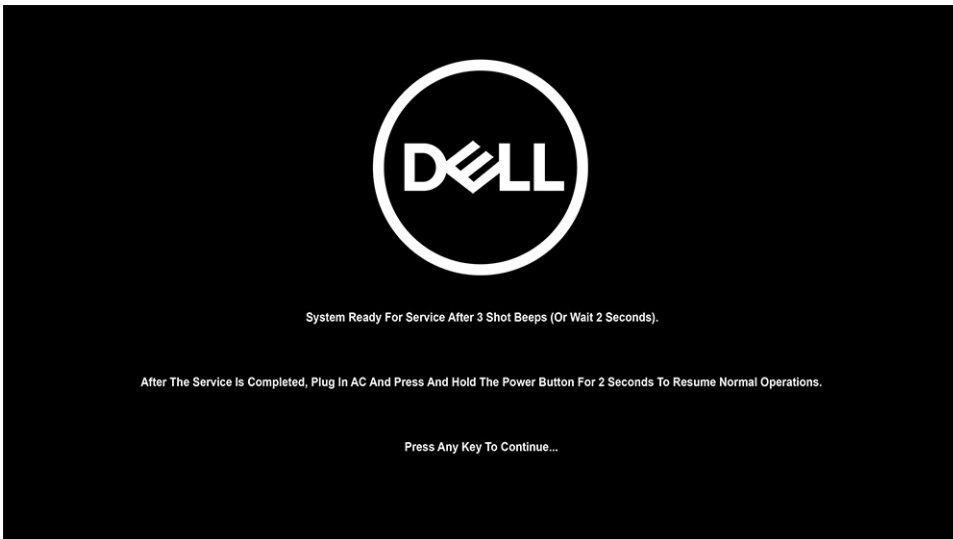 DELL
System Ready For Service After 3 Shot Beeps (Or Wait 2 Seconds).
After The Service Is Completed, Plug In AC And Press And Hold The Power Button For 2 Seconds To Resume Normal Operations.
Press Any Key To Continue...